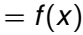 = f(x)